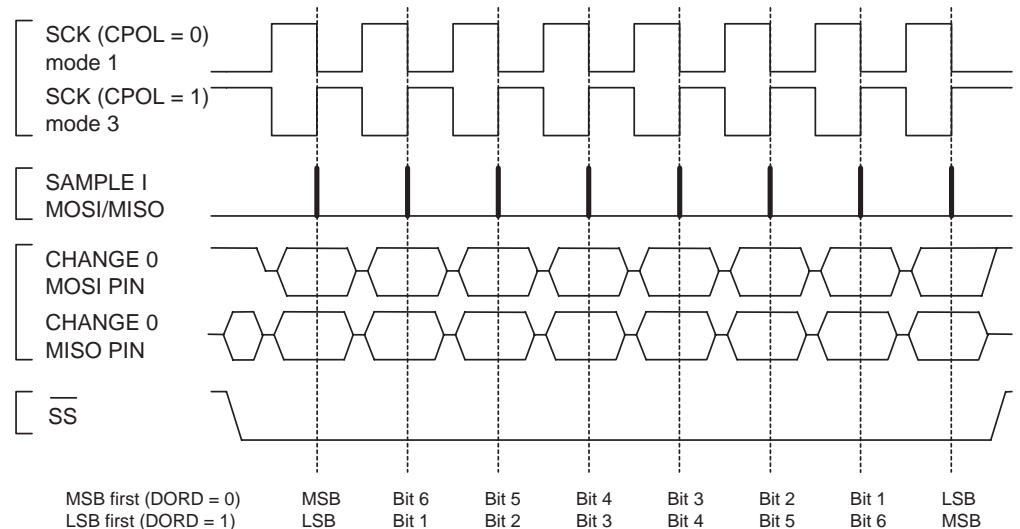 SCK (CPOL = 0)
mode 1
SCK (CPOL = 1)
mode 3
SAMPLE I
MOSI/MISO
CHANGE 0
MOSI PIN
CHANGE 0
MISO PIN
SS
MSB first (DORD = 0) MSB Bit 6 Bit 5 Bit 4 Bit 3 Bit 2 Bit 1 LSB
LSB first (DORD = 1) LSB Bit 1 Bit 2 Bit 3 Bit 4 Bit 5 Bit 6 MSB